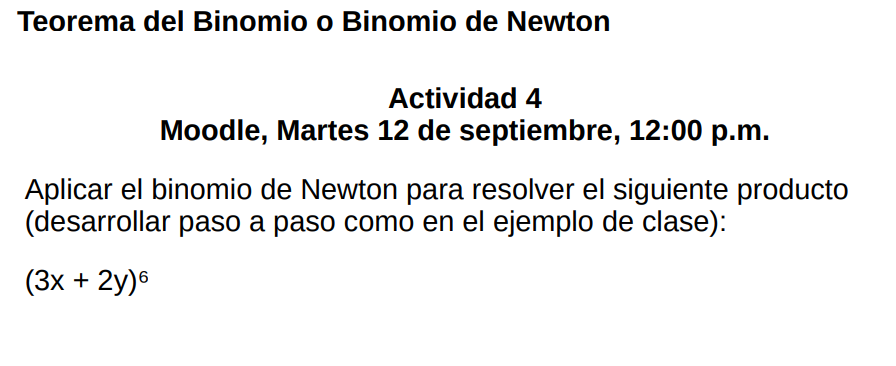 Teorema del Binomio o Binomio de Newton
Actividad 4
Moodle, Martes 12 de septiembre, 12:00 p.m.
Aplicar el binomio de Newton para resolver el siguiente producto
(desarrollar paso a paso como en el ejemplo de clase):
(3x + 2y)⁶